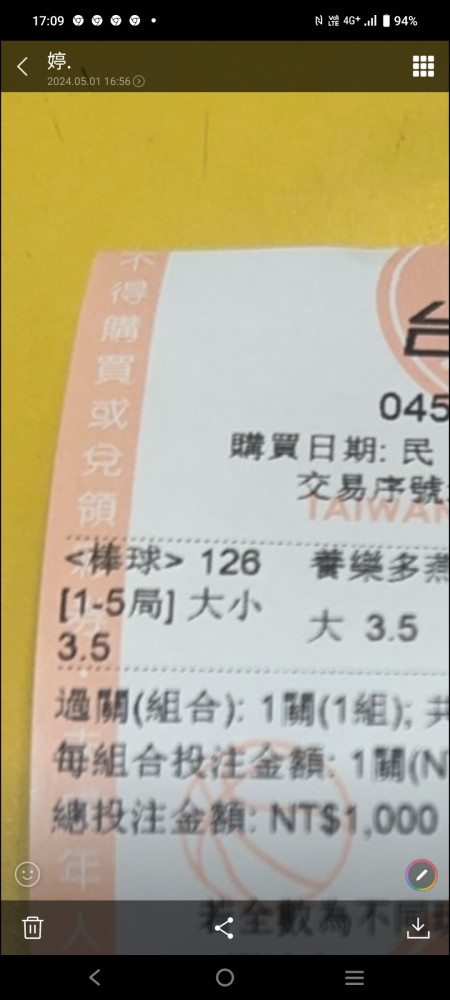 17:09
4G+
94%
婷.
2024.05.01 16:56
不得購買或兌領
台
045
購買日期: 民
交易序號:
TAIWAN
<棒球> 126
養樂多燕
[1-5局] 大小
3.5
大 3.5
過關(組合): 1關(1組); 共
每組合投注金額: 1關(N
總投注金額: NT$1,000
年人
若全數為不同